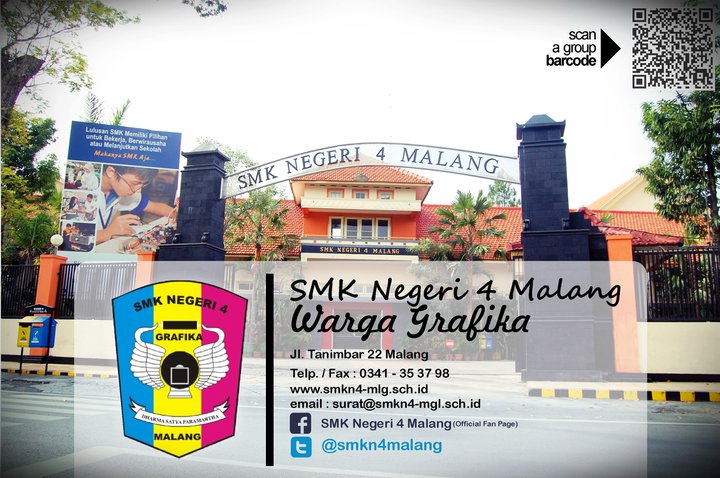 scan
a group
barcode
Lulusan SMK Memiliki Pilihan
untuk Bekerja, Berwirausaha
atau Melanjutkan Sekolah
Makanya SMK Aja...
SMK NEGERI 4 MALANG
SMK NEGERI 4 MALANG
SMK NEGERI 4
GRAFIKA
DHARMA SATYA PARAMARTHA
MALANG
SMK Negeri 4 Malang
Warga Grafika
Jl. Tanimbar 22 Malang
Telp. / Fax : 0341 - 35 37 98
www.smkn4-mlg.sch.id
email : surat@smkn4-mgl.sch.id
SMK Negeri 4 Malang (Official Fan Page)
@smkn4malang